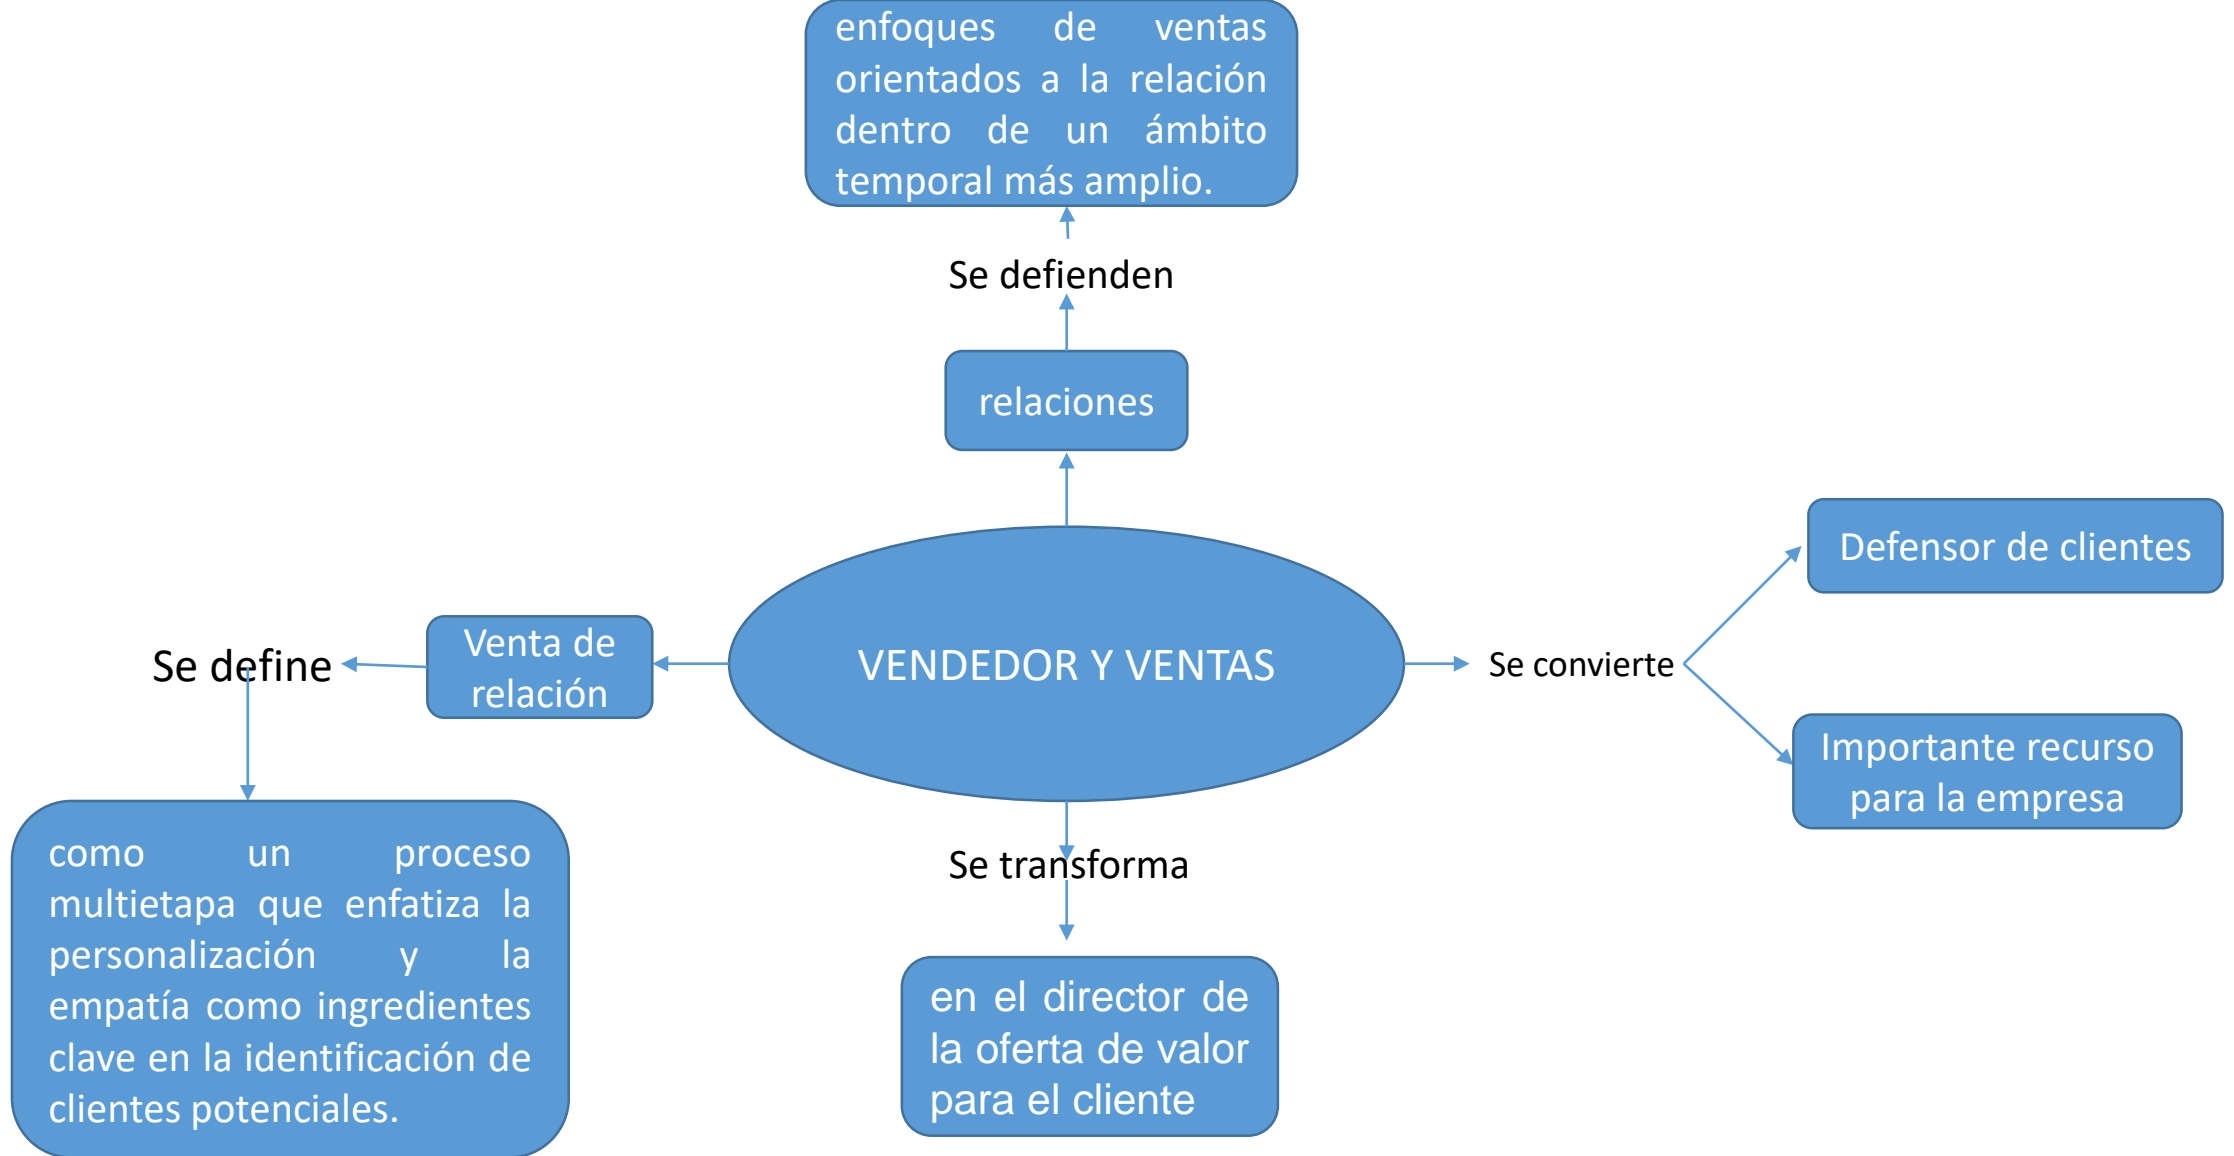 enfoques de ventas
orientados a la relación
dentro de un ámbito
temporal más amplio.
Se defienden
relaciones
Defensor de clientes
Venta de
relación
Se define
VENDEDOR Y VENTAS
Se convierte
Importante recurso
para la empresa
como un proceso
multietapa que enfatiza la
personalización y la
empatía como ingredientes
clave en la identificación de
clientes potenciales.
Se transforma
en el director de
la oferta de valor
para el cliente